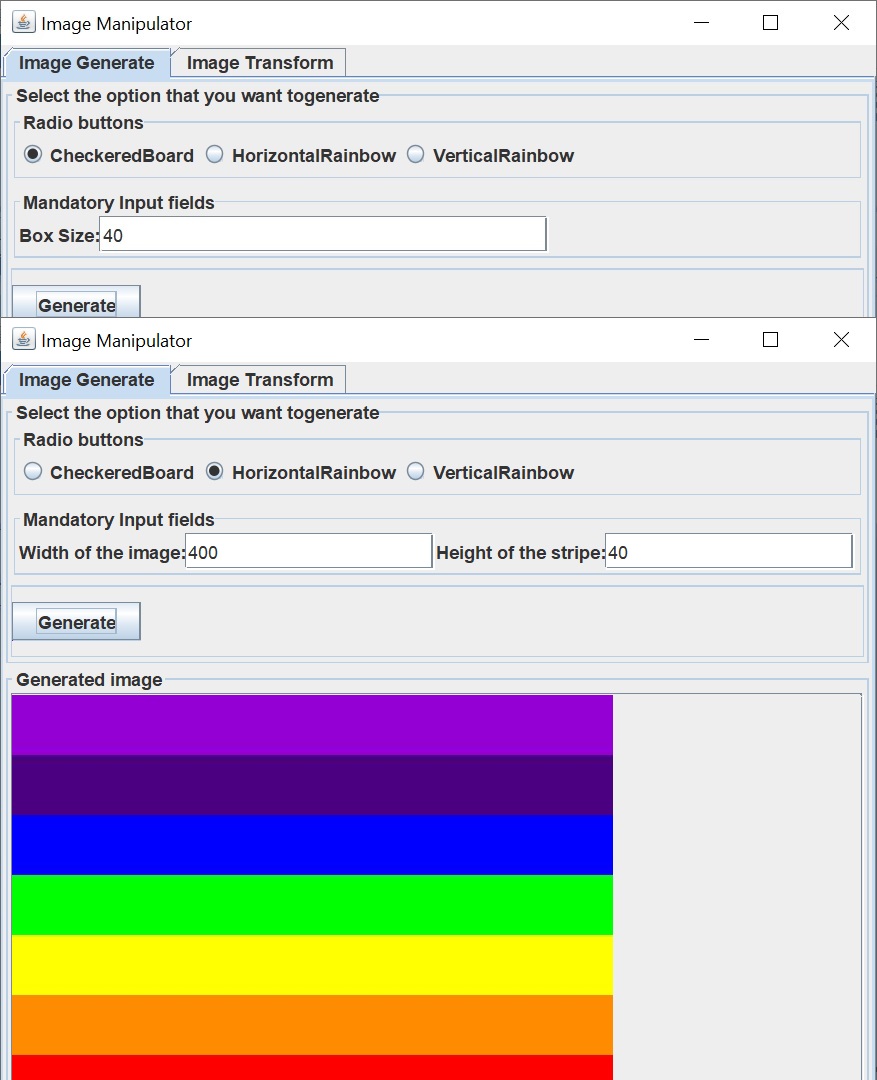 Image Manipulator
Image Generate Image Transform
Select the option that you want togenerate
Radio buttons
CheckeredBoard HorizontalRainbow VerticalRainbow
Mandatory Input fields
Box Size: 40
Generate
Image Manipulator
Image Generate Image Transform
Select the option that you want togenerate
Radio buttons
CheckeredBoard HorizontalRainbow VerticalRainbow
Mandatory Input fields
Width of the image: 400 Height of the stripe: 40
Generate
Generated image